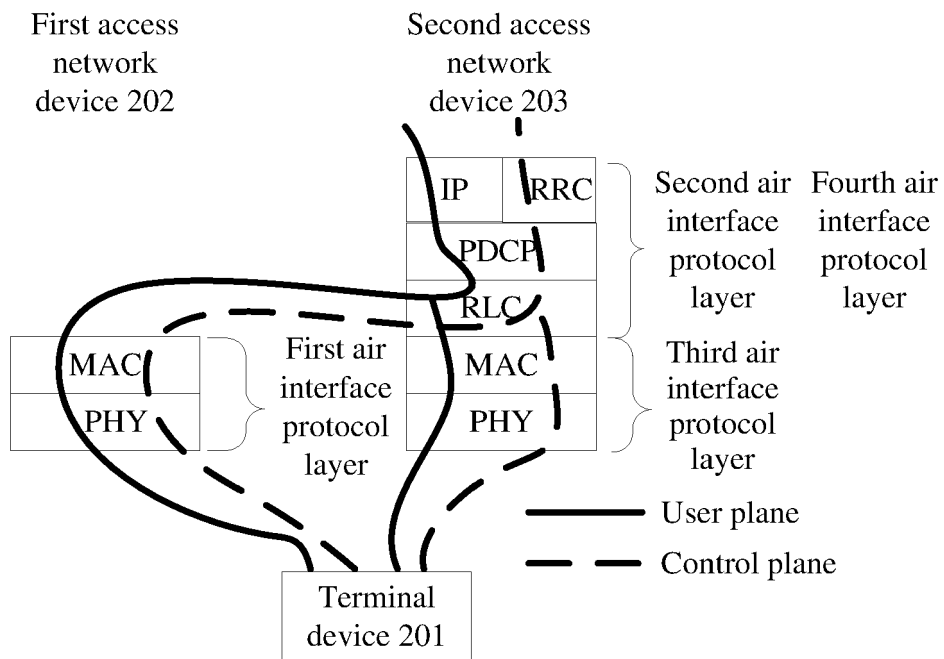 First access
network
device 202
Second access
network
device 203
IP
RRC
PDCP
RLC
MAC
PHY
Second air
interface
protocol
layer
Fourth air
interface
protocol
layer
MAC
PHY
First air
interface
protocol
layer
Third air
interface
protocol
layer
User plane
Control plane
Terminal
device 201